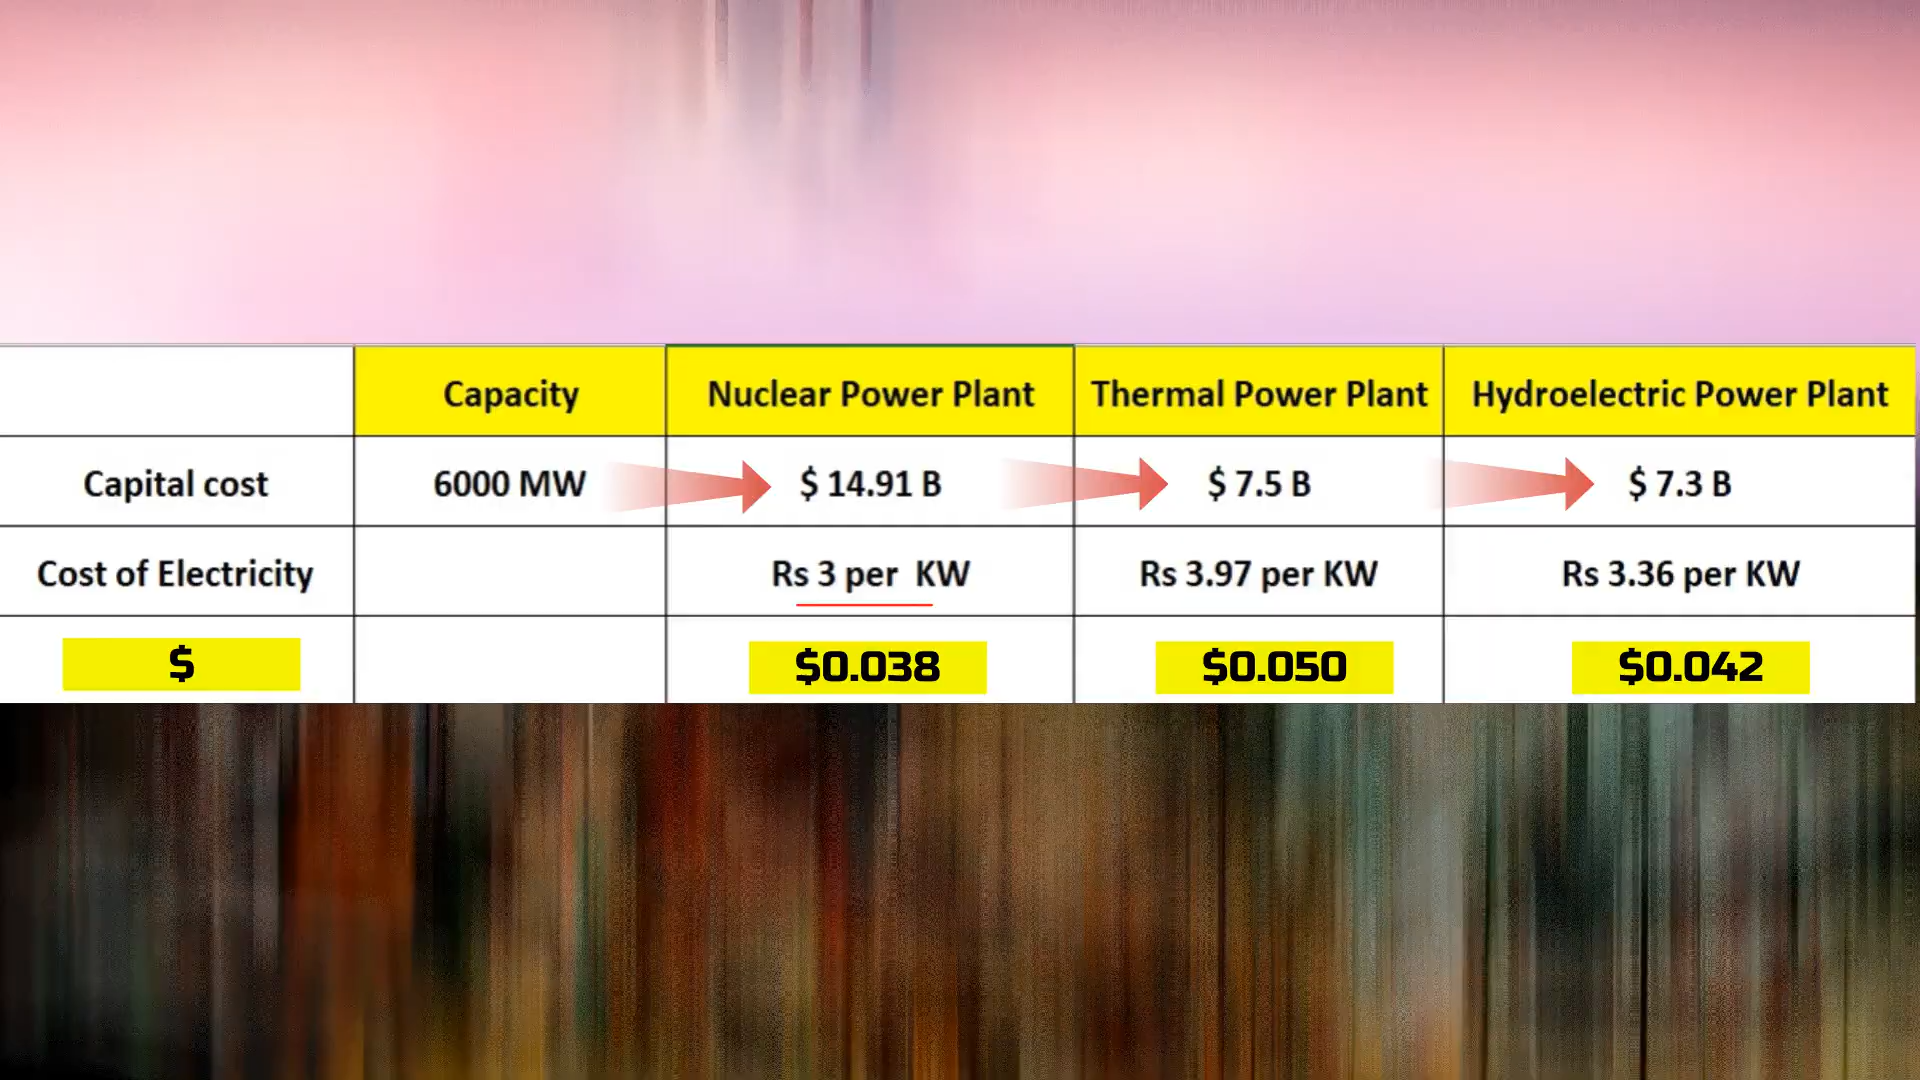 Capacity Nuclear Power Plant Thermal Power Plant Hydroelectric Power Plant
Capital cost 6000 MW $ 14.91 B $ 7.5 B $ 7.3 B
Cost of Electricity Rs 3 per KW Rs 3.97 per KW Rs 3.36 per KW
$ $0.038 $0.050 $0.042